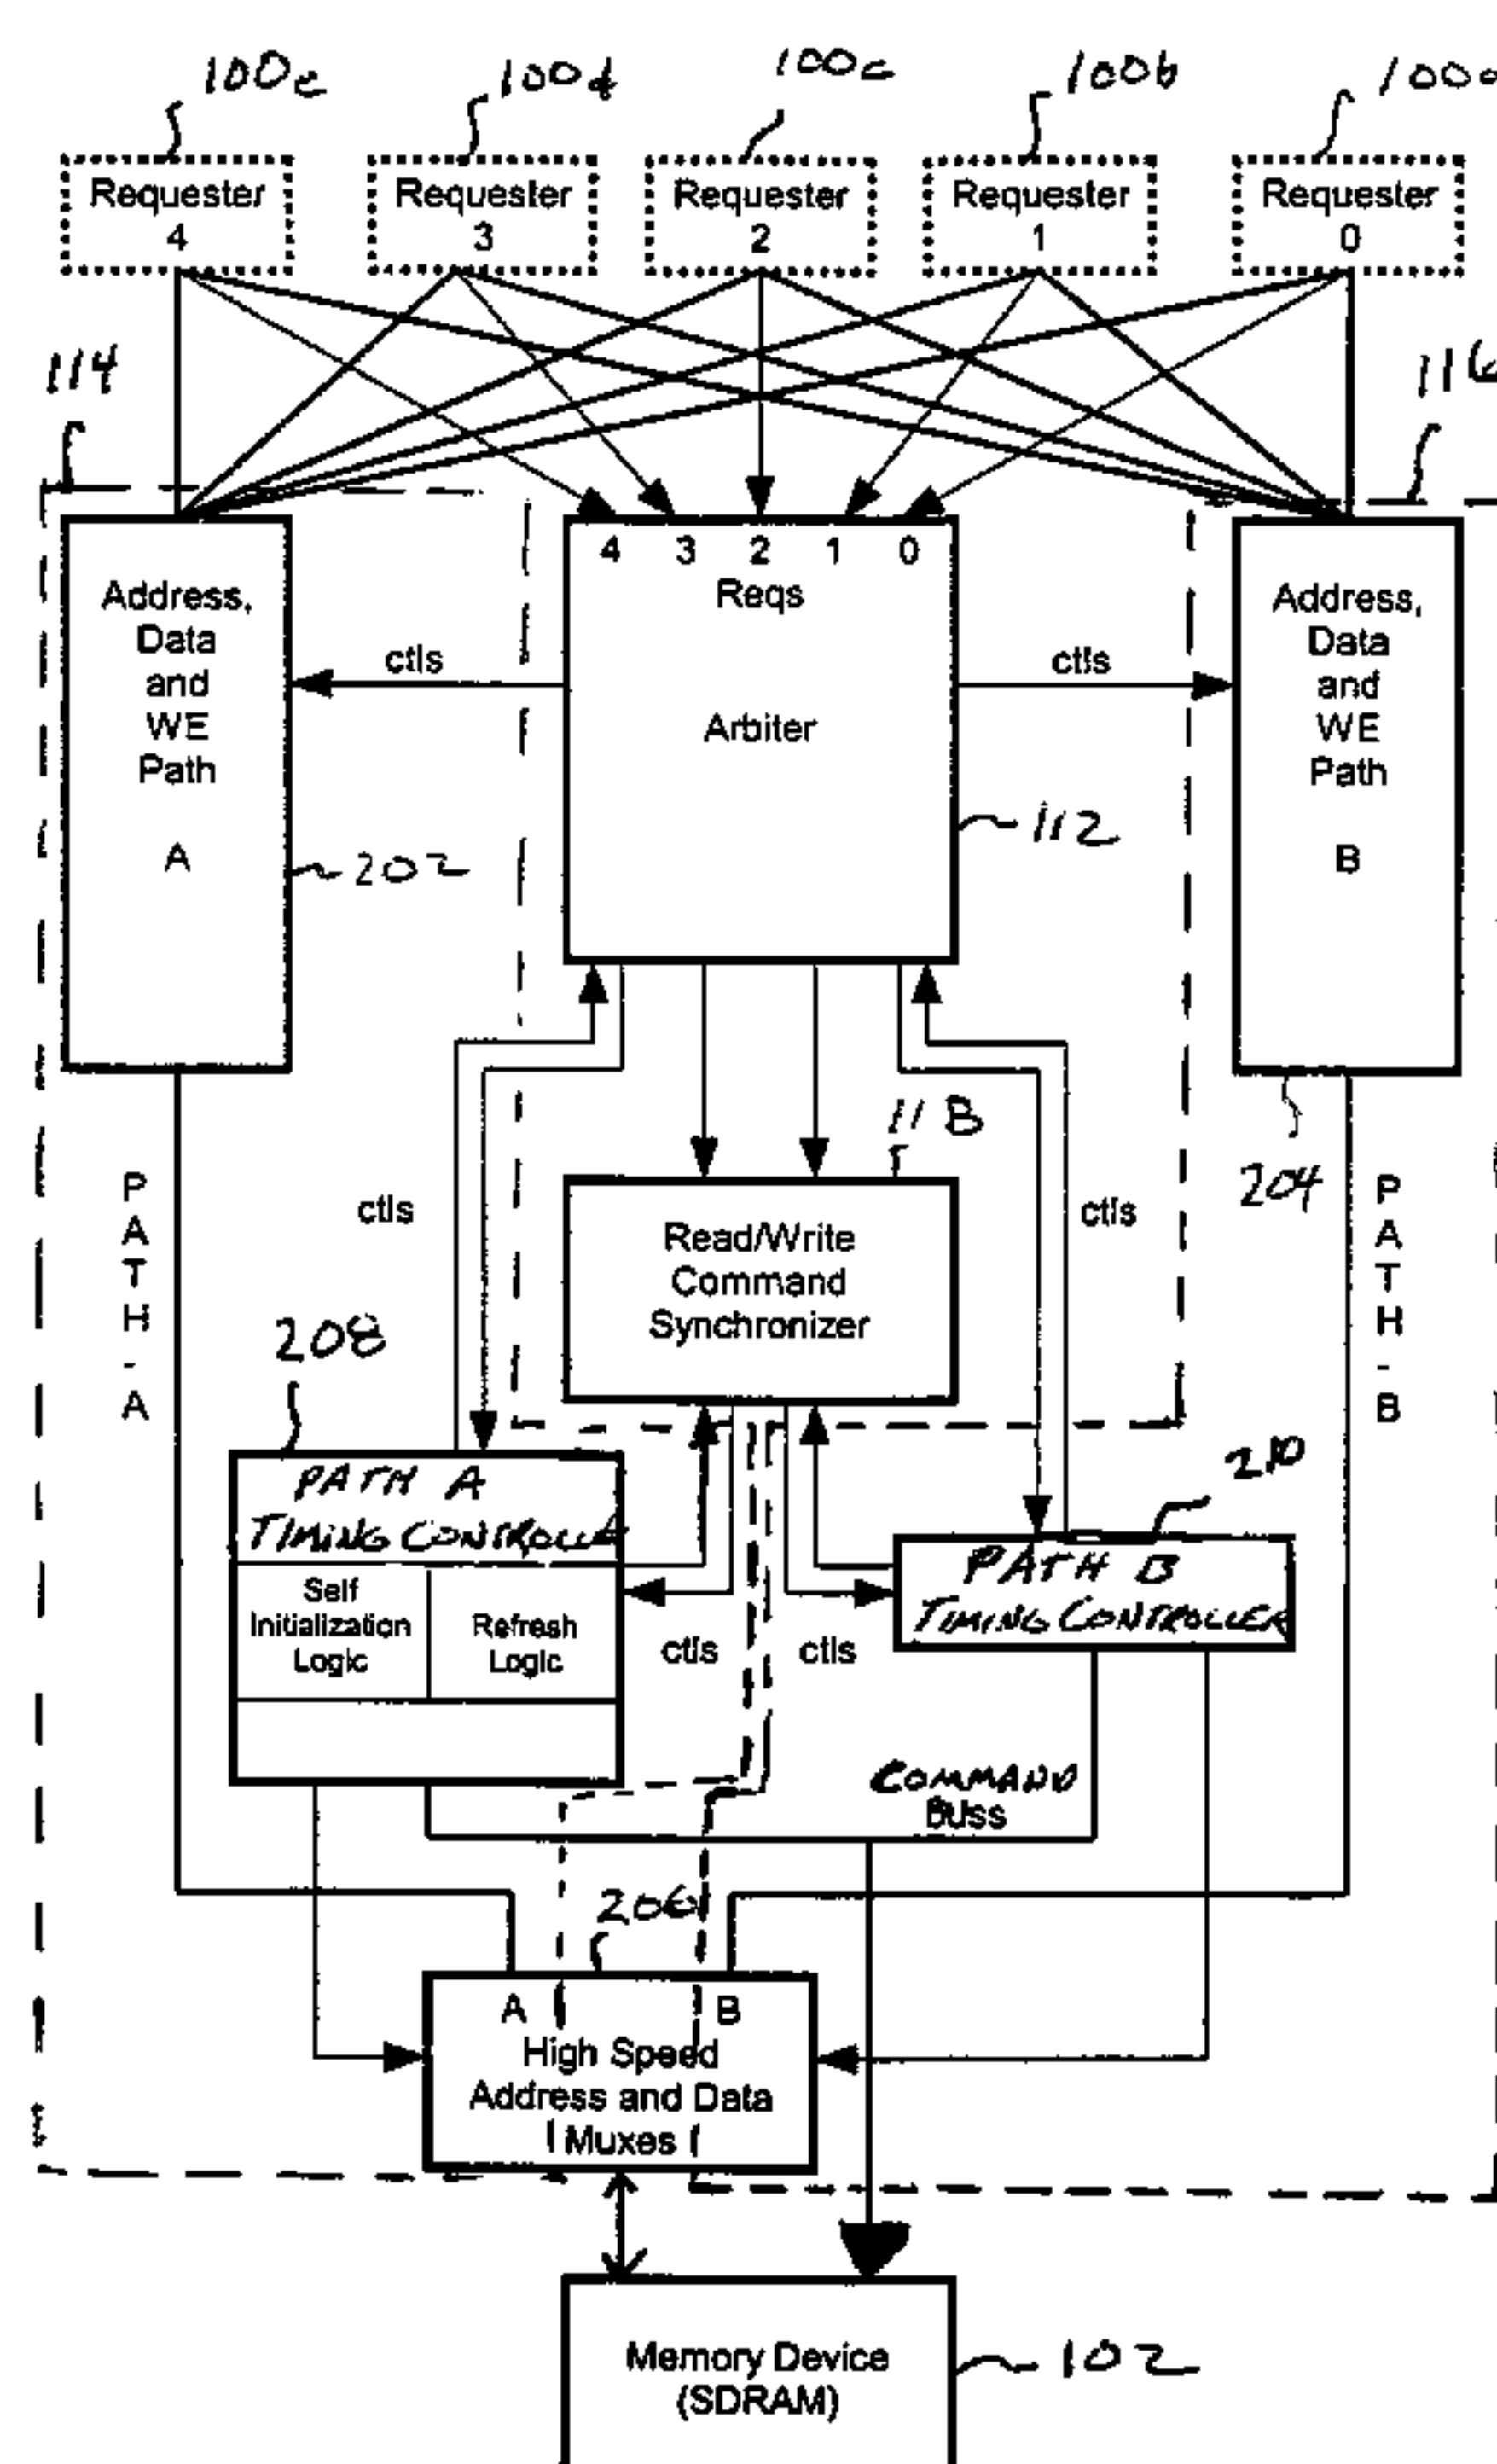 100e 100d 100c 100b 100a
Requester Requester Requester Requester Requester
4 3 2 1 0
114
116
4 3 2 1 0
Reqs
Arbiter
Address,
Data
and
WE
Path
A
ctls
ctls
Address,
Data
and
WE
Path
B
112
202
118
204
PATH-A
ctls
Read/Write
Command
Synchronizer
ctls
PATH-B
208
PATH A
TIMING CONTROLLE
Self
Initialization
Logic
Refresh
Logic
ctls
ctls
210
PATH B
TIMING CONTROLLER
COMMAND
Buss
206
A B
High Speed
Address and Data
Muxes
Memory Device
(SDRAM)
102